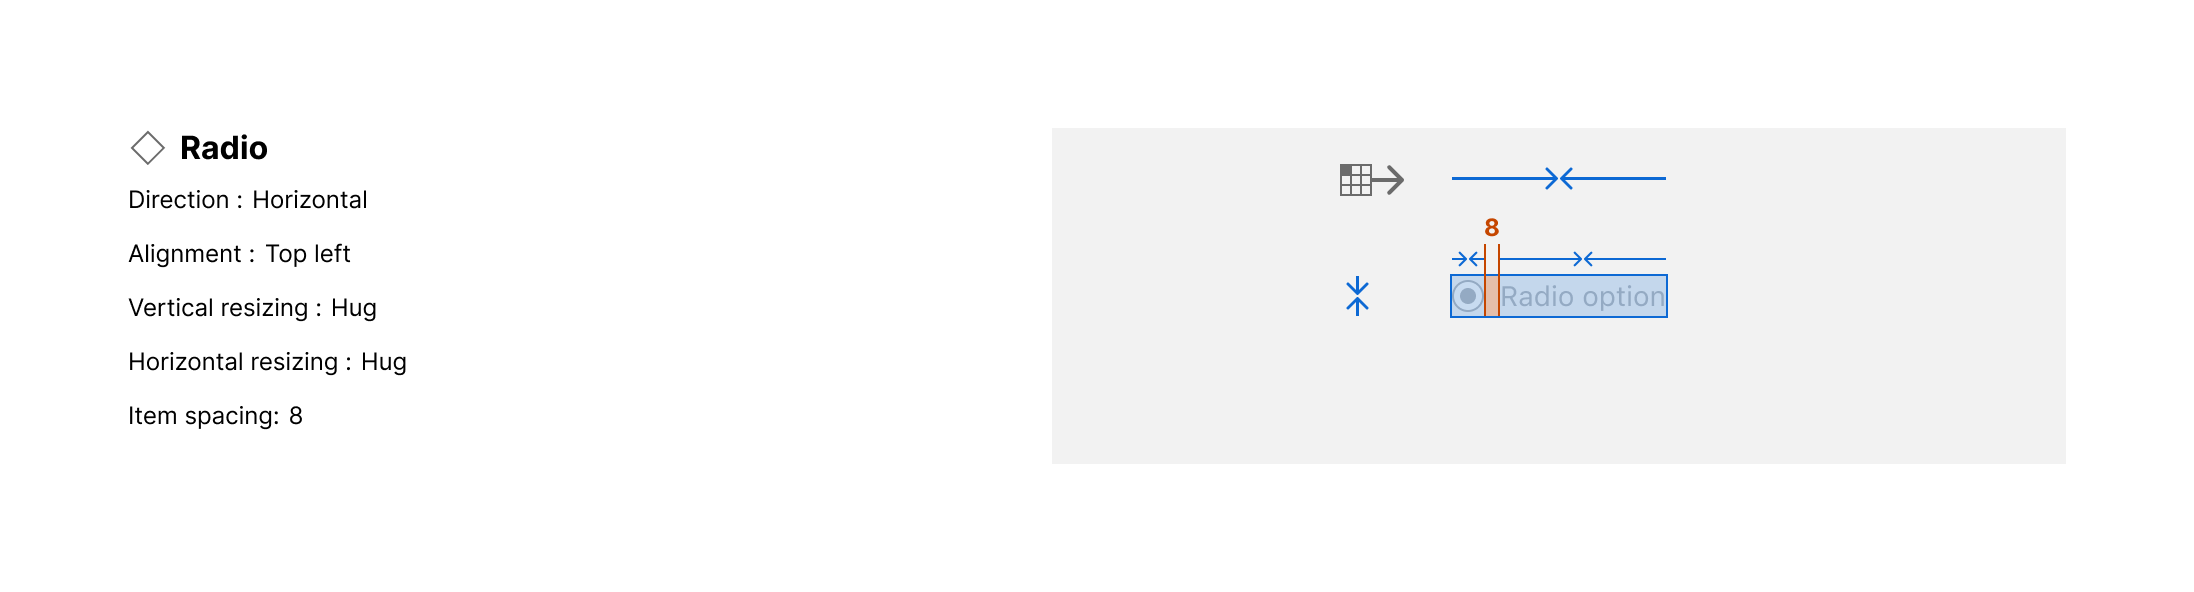 Radio
Direction : Horizontal
Alignment : Top left
Vertical resizing : Hug
Horizontal resizing : Hug
Item spacing: 8
8
Radio option